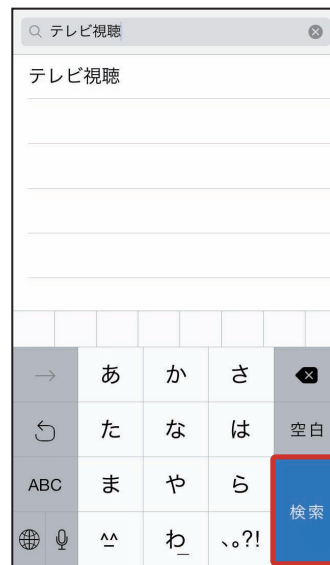 テレビ視聴
テレビ視聴
→ あ か さ
た な は 空白
ABC ま や ら 検索
^^ わ_ 、。?!